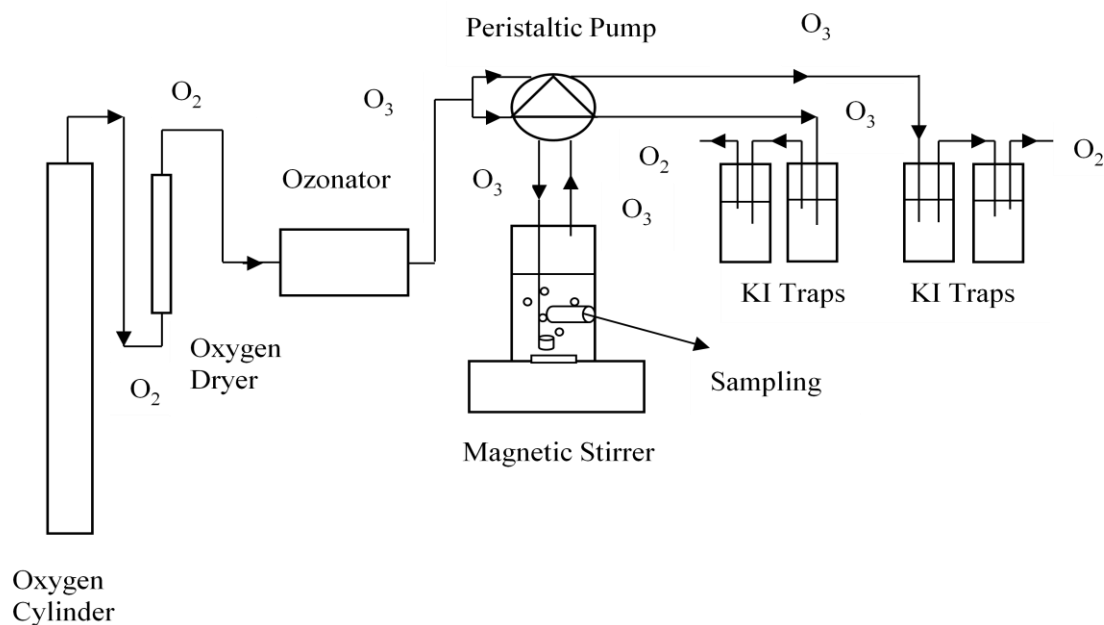 Peristaltic Pump
O₃
O₂
O₃
O₃
O₂
O₂
Ozonator
O₃
O₃
KI Traps
KI Traps
Oxygen
Dryer
O₂
Sampling
Magnetic Stirrer
Oxygen
Cylinder